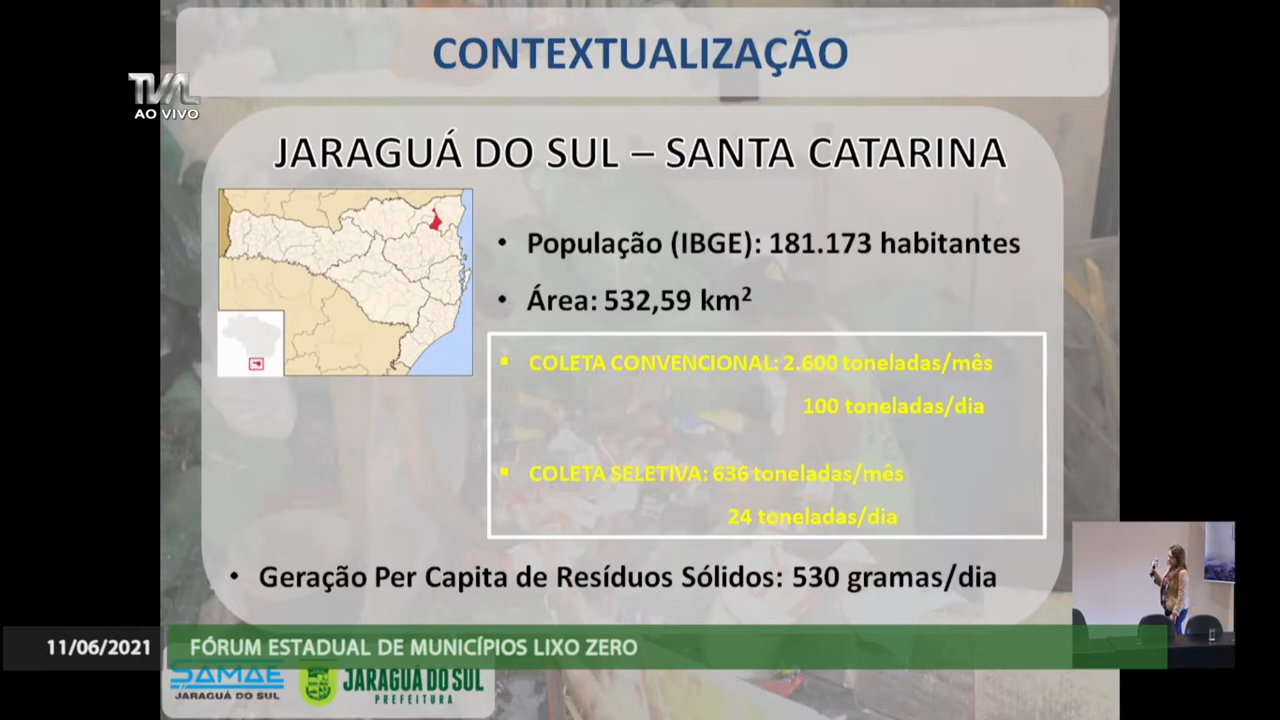 CONTEXTUALIZAÇÃO
TVAL
AO VIVO
JARAGUÁ DO SUL – SANTA CATARINA
• População (IBGE): 181.173 habitantes
• Área: 532,59 km²
▪ COLETA CONVENCIONAL: 2.600 toneladas/mês
100 toneladas/dia
▪ COLETA SELETIVA: 636 toneladas/mês
24 toneladas/dia
• Geração Per Capita de Resíduos Sólidos: 530 gramas/dia
11/06/2021 FÓRUM ESTADUAL DE MUNICÍPIOS LIXO ZERO
SAMAE
JARAGUÁ DO SUL
JARAGUÁ DO SUL
PREFEITURA